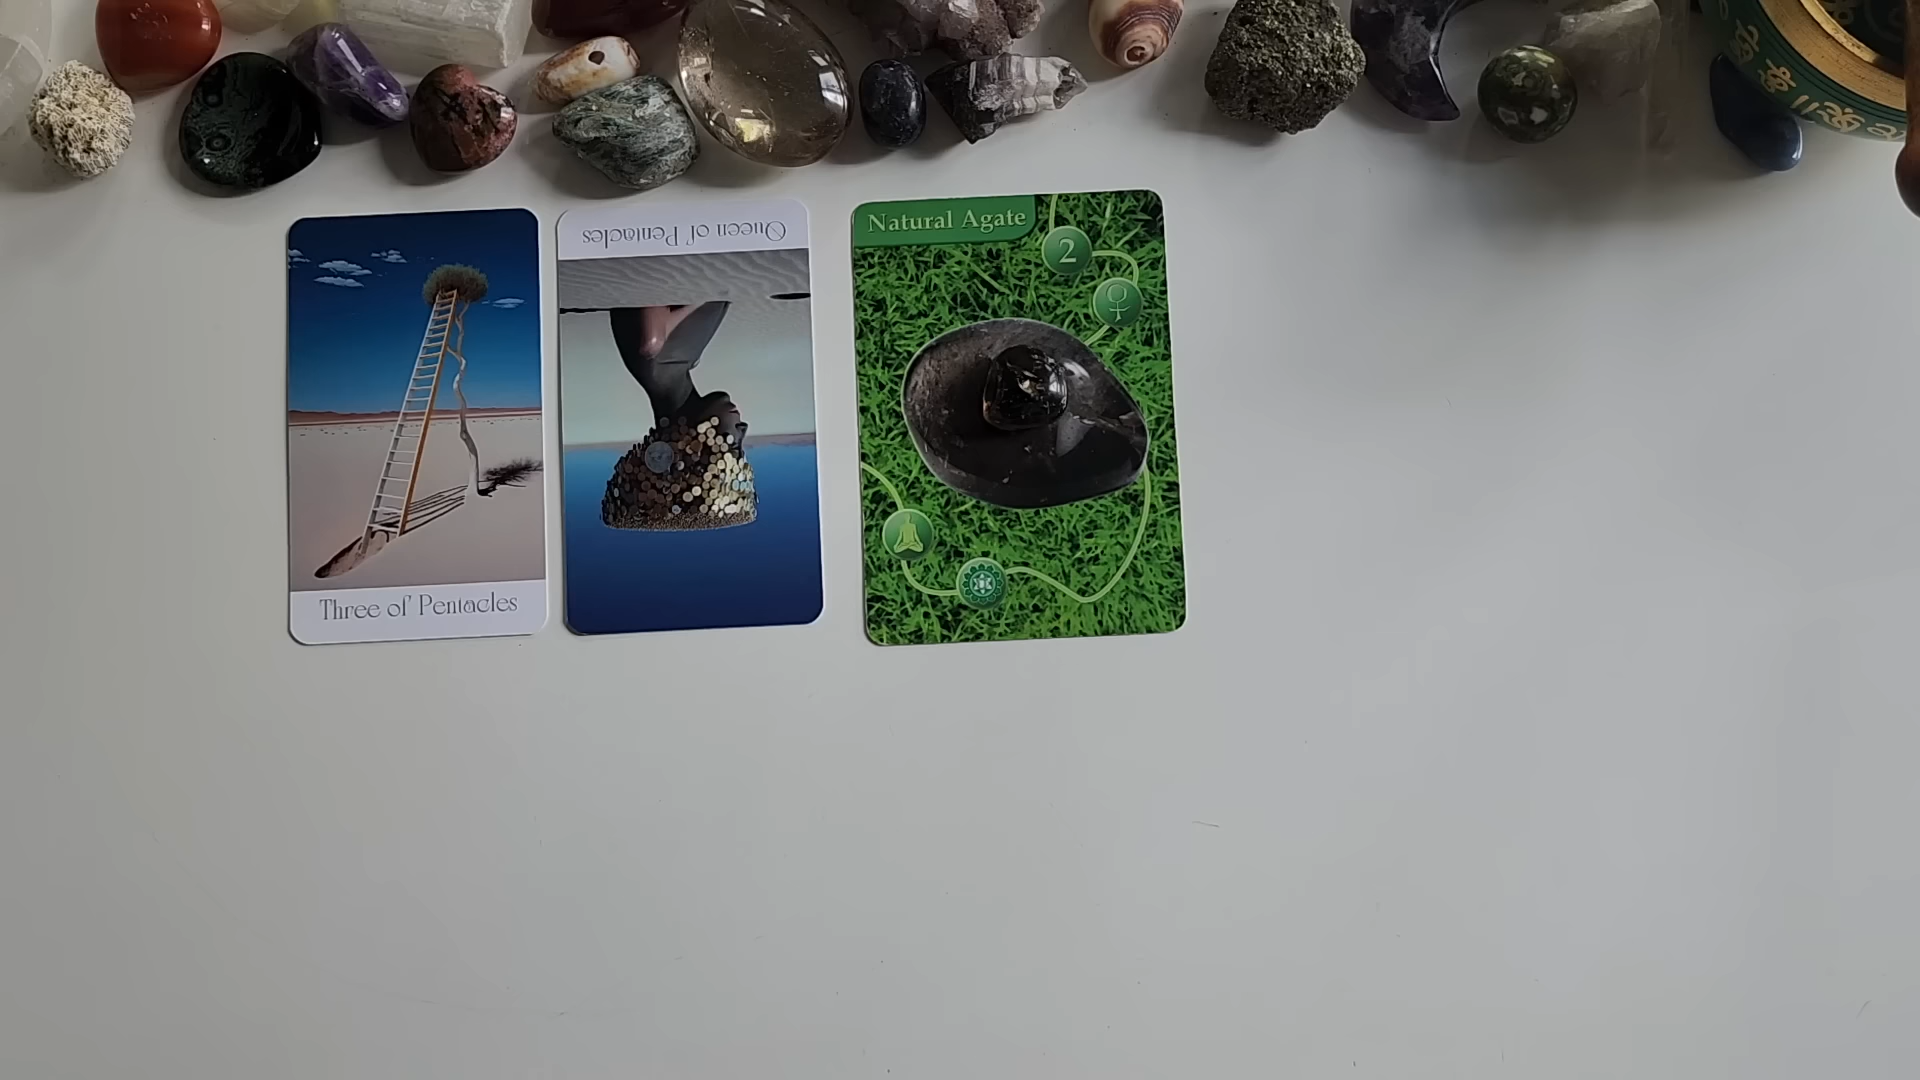 Three of Pentacles
Queen of Pentacles
Natural Agate
2